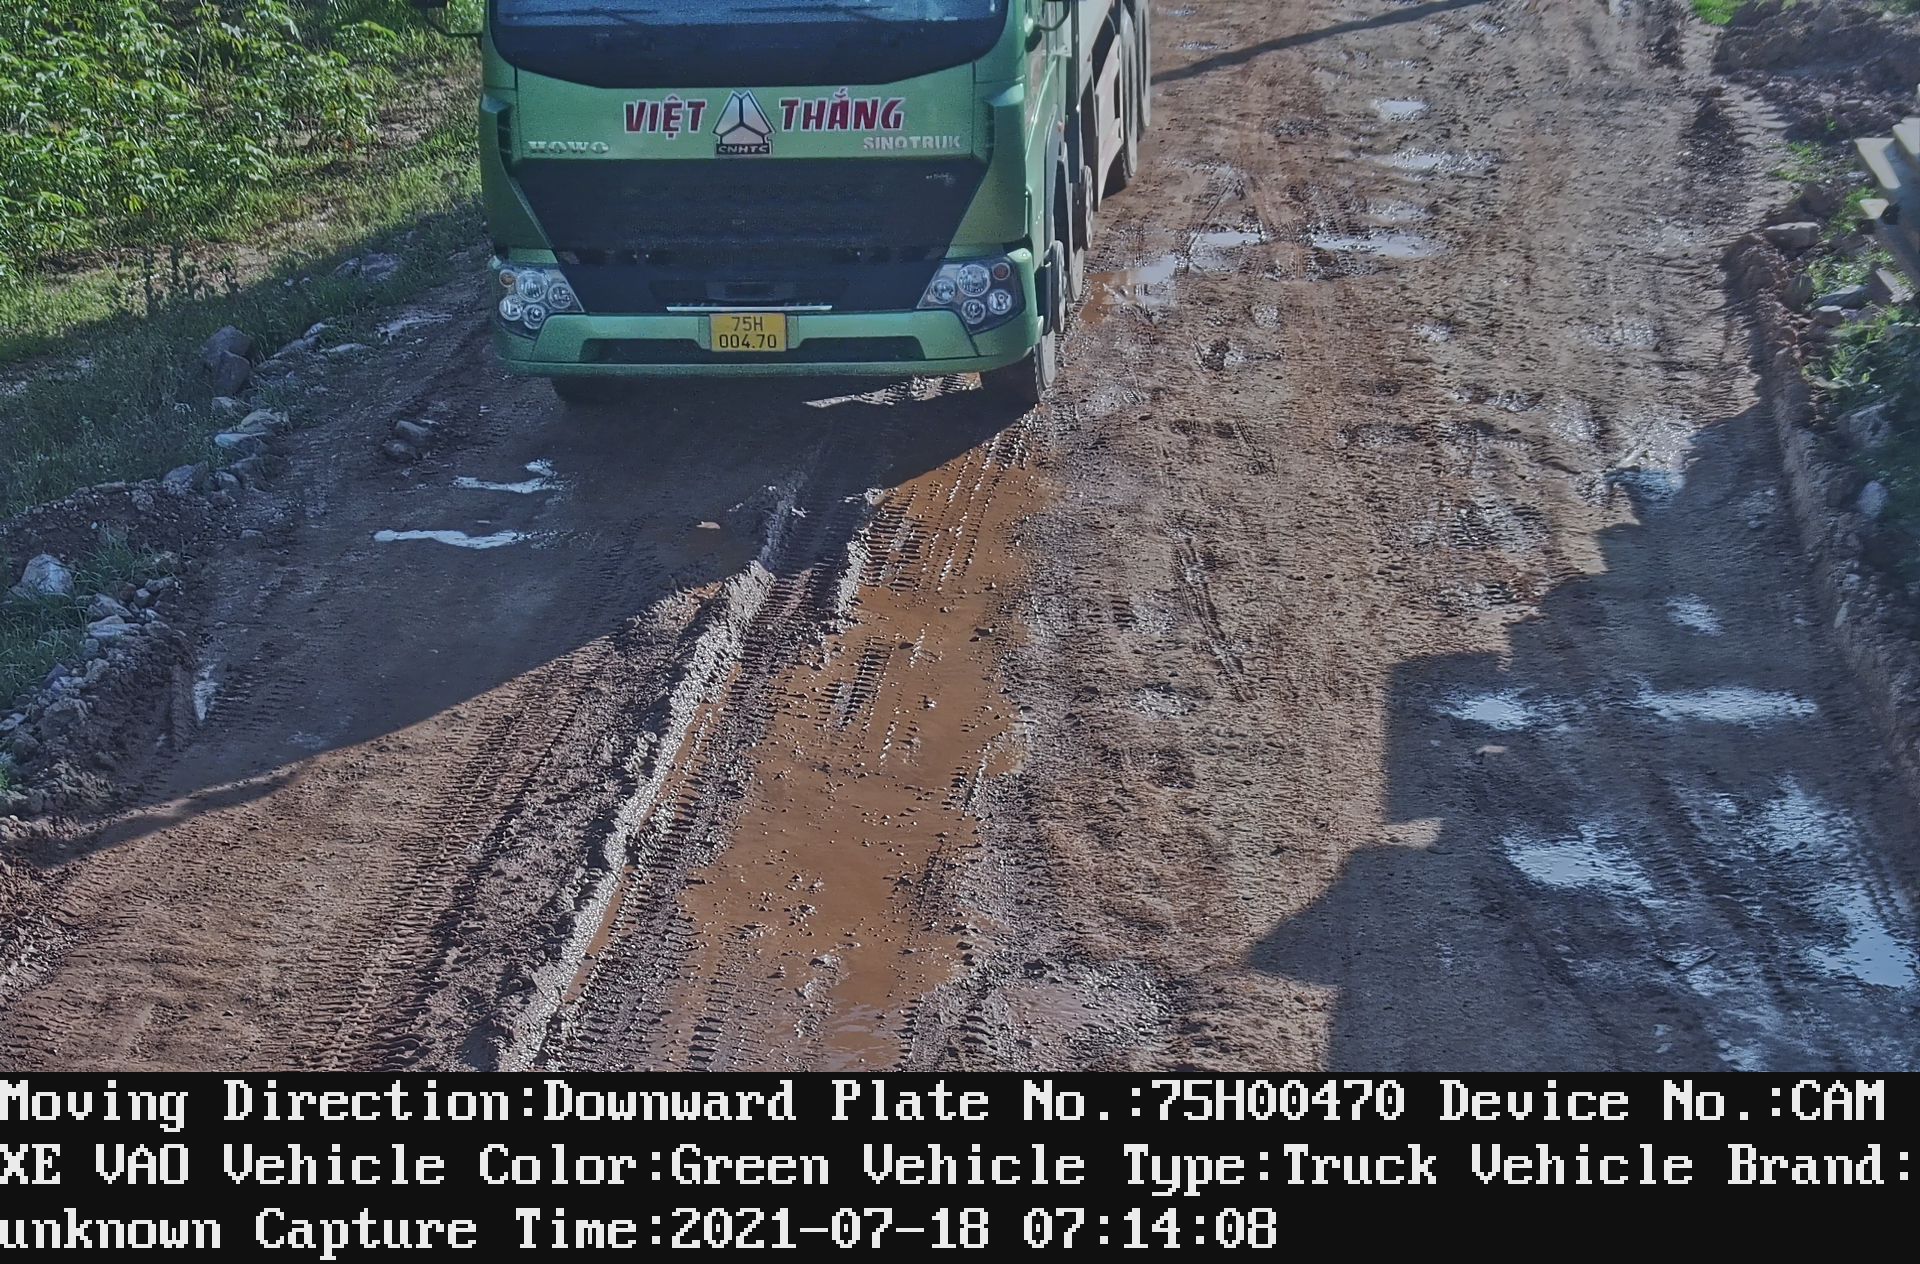 VIỆT THẮNG
HOWO CNHTC SINOTRUK
75H
004.70
Moving Direction:Downward Plate No.:75H00470 Device No.:CAM
XE VAO Vehicle Color:Green Vehicle Type:Truck Vehicle Brand:
unknown Capture Time:2021-07-18 07:14:08